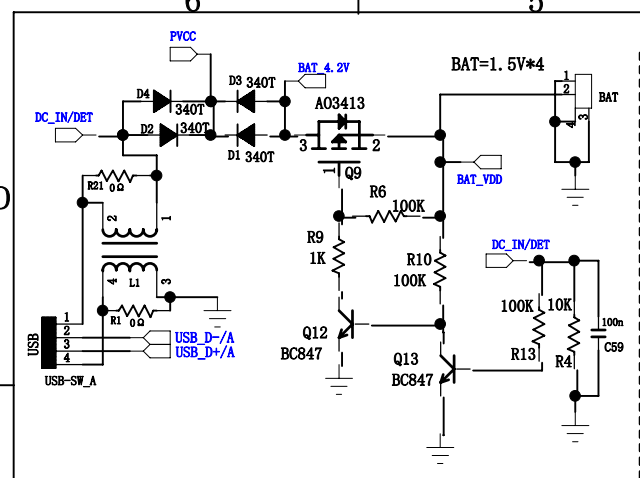 6
5
PVCC
D4
340T
D3
340T
BAT_4.2V
BAT=1.5V*4
1
2
BAT
3
4
DC_IN/DET
D2
340T
D1
340T
AO3413
3
2
1
Q9
BAT_VDD
R21
0Ω
R6
100K
2
1
R9
1K
R10
100K
DC_IN/DET
4
L1
3
R1
0Ω
100K
10K
100n
R13
R4
C59
USB
1
2
3
4
USB_D-/A
USB_D+/A
USB-SW_A
Q12
BC847
Q13
BC847